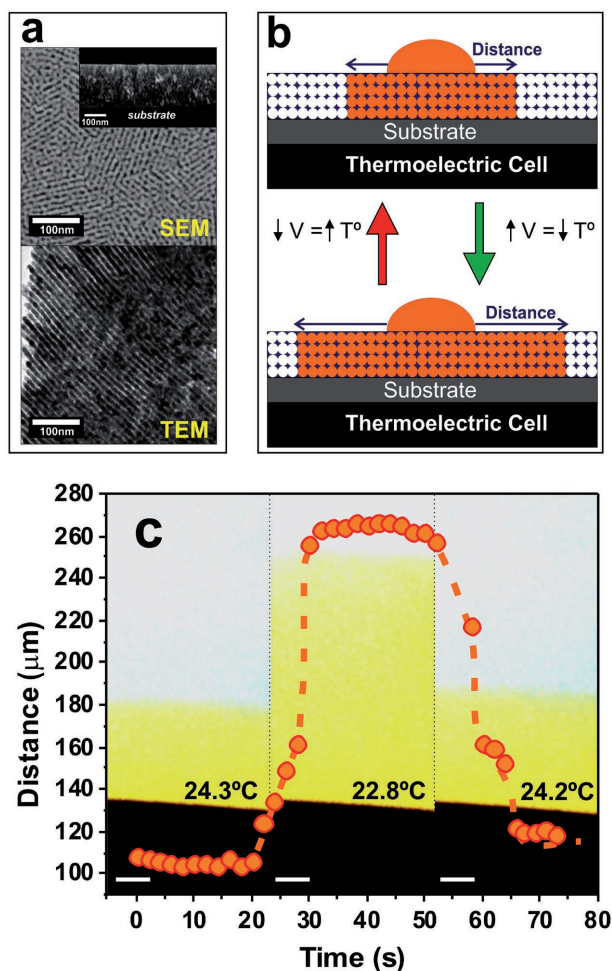 a
substrate
100nm
100nm
SEM
100nm
TEM
b
Distance
Substrate
Thermoelectric Cell
↓ V = ↑ Tº
↑ V = ↓ Tº
Distance
Substrate
Thermoelectric Cell
c
280
260
240
220
200
180
160
140
120
100
Distance (μm)
24.3ºC
22.8ºC
24.2ºC
0 10 20 30 40 50 60 70 80
Time (s)